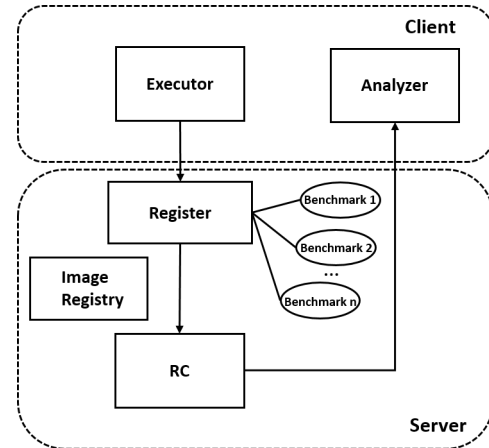 Client
Executor
Analyzer
Register
Benchmark 1
Benchmark 2
...
Benchmark n
Image
Registry
RC
Server